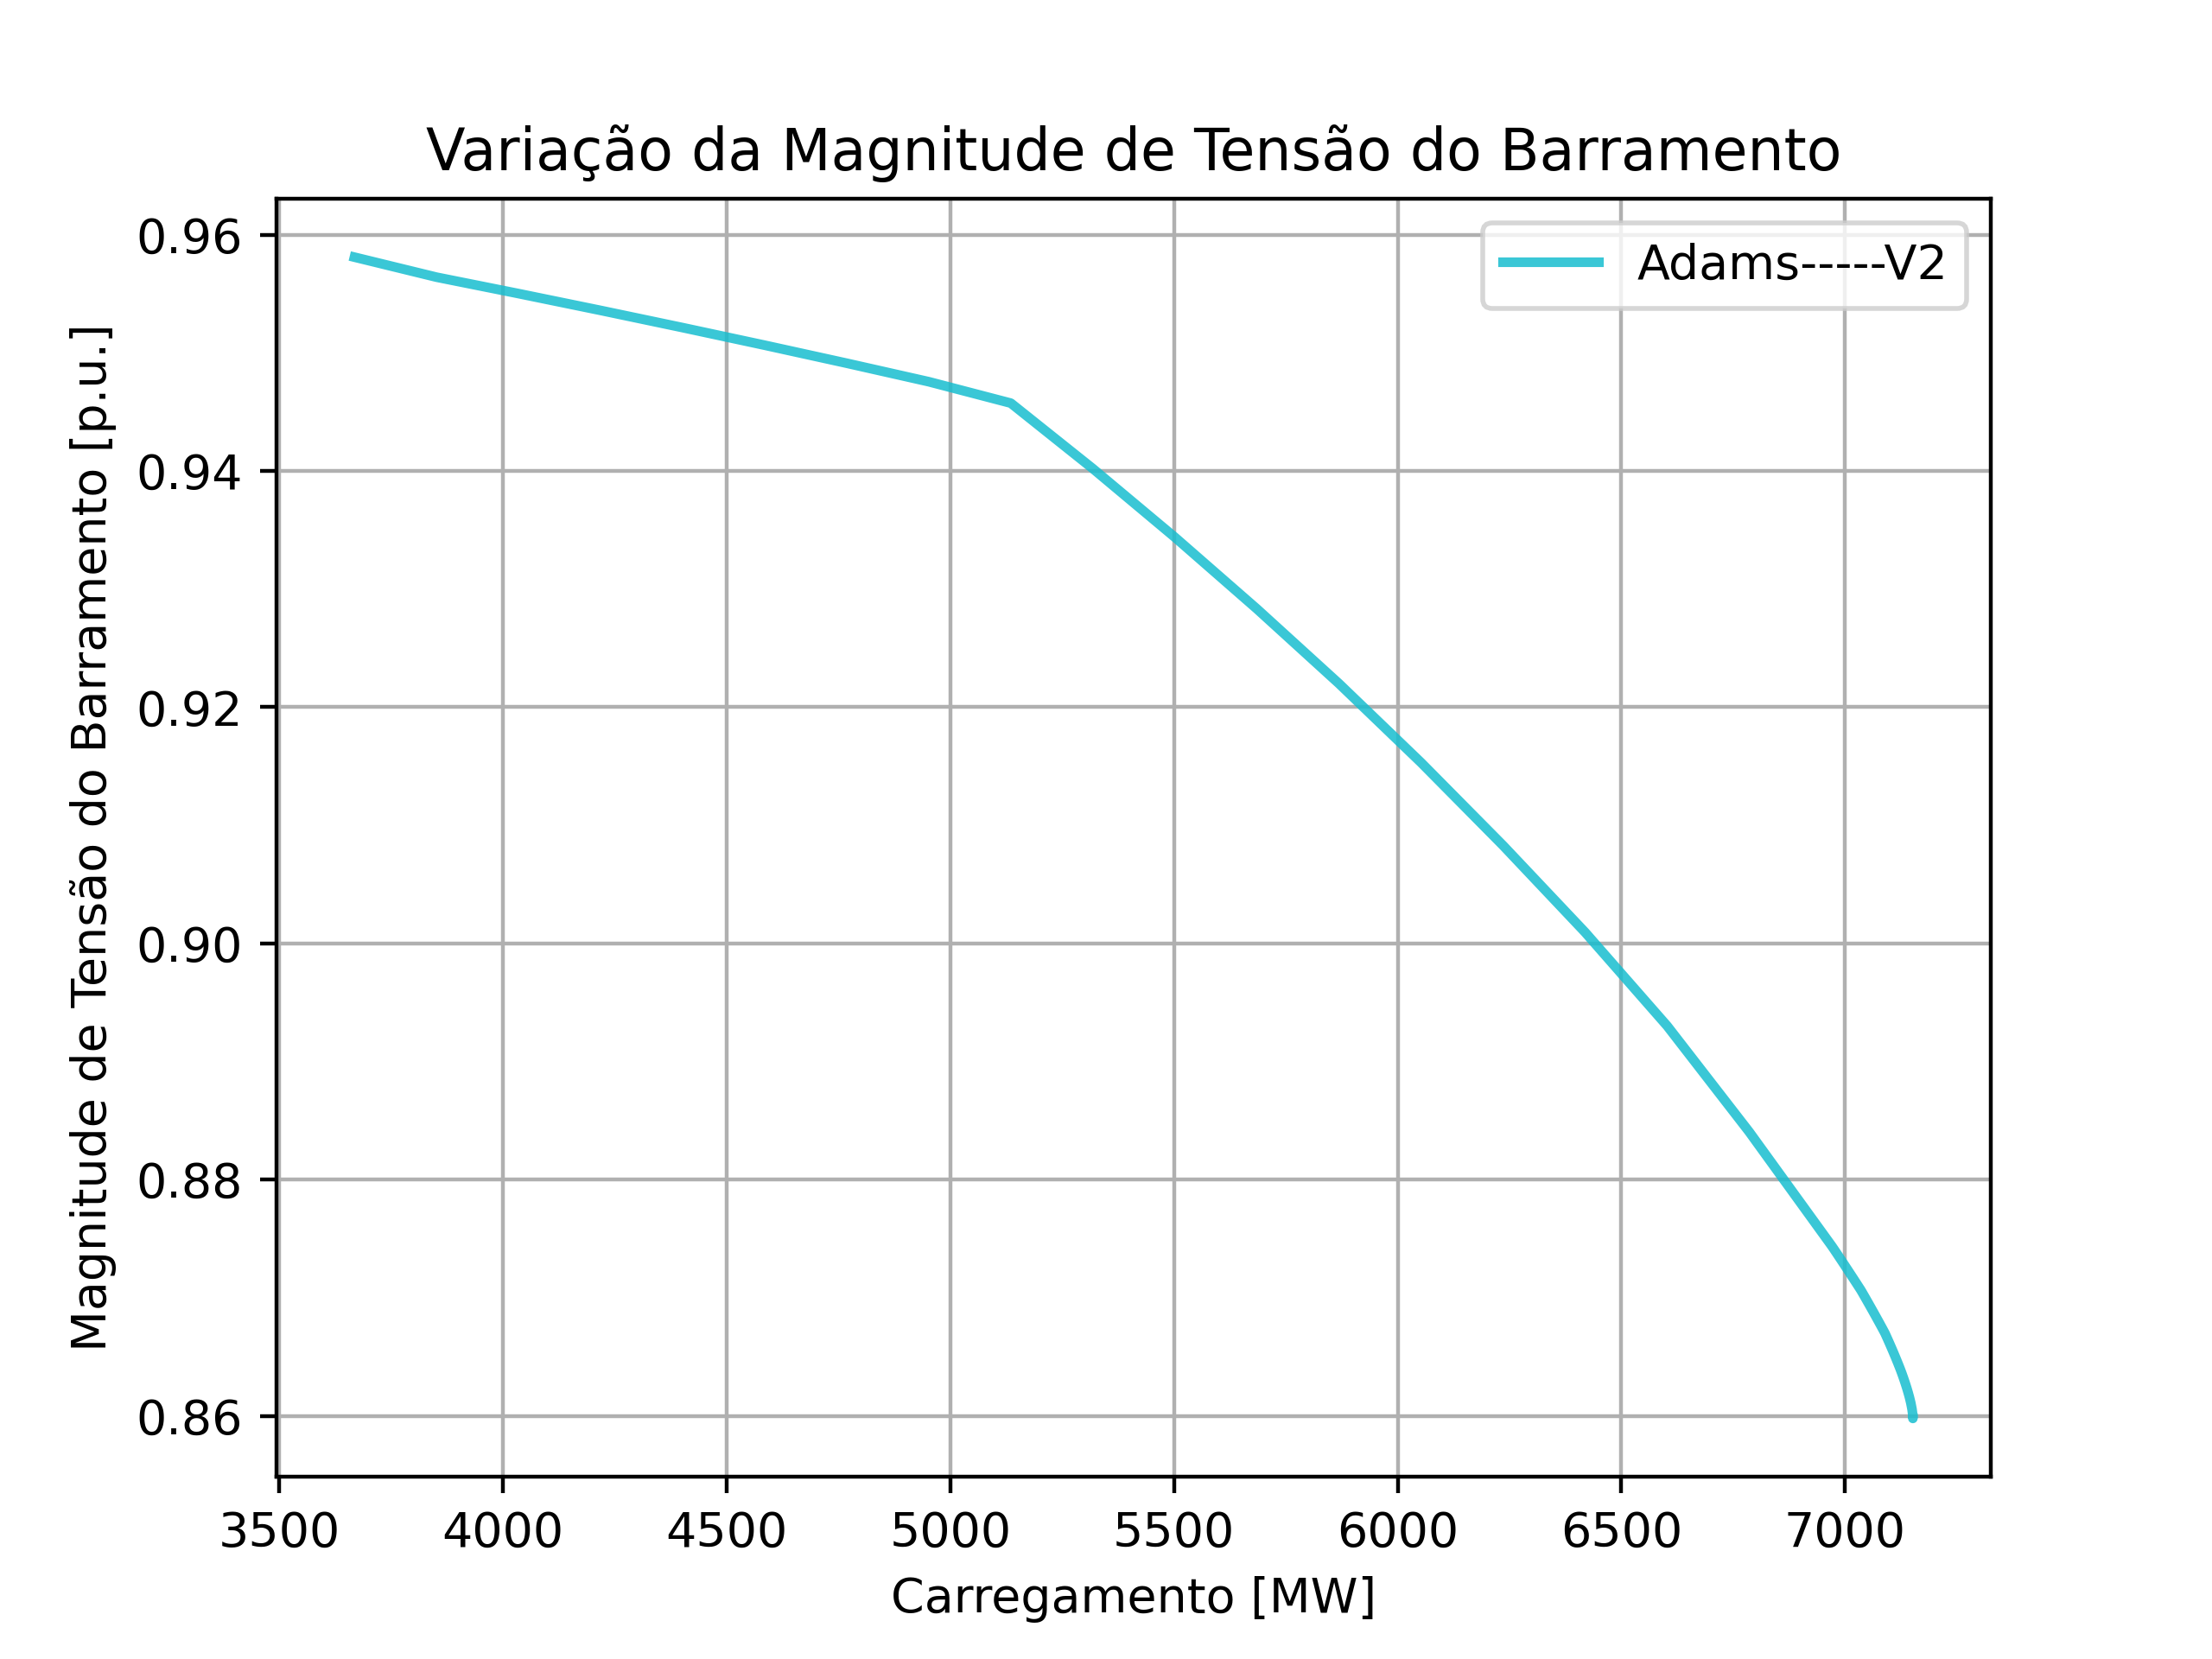 Variação da Magnitude de Tensão do Barramento
Adams-----V2
Magnitude de Tensão do Barramento [p.u.]
0.96
0.94
0.92
0.90
0.88
0.86
3500 4000 4500 5000 5500 6000 6500 7000
Carregamento [MW]